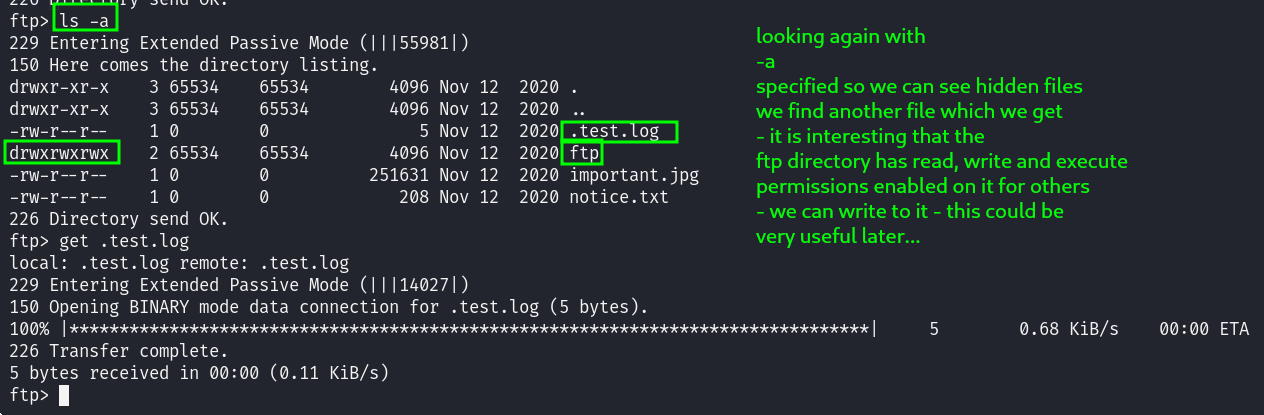 226 Directory send OK.
ftp> ls -a
229 Entering Extended Passive Mode (|||55981|)
150 Here comes the directory listing.
drwxr-xr-x    3 65534    65534        4096 Nov 12  2020 .
drwxr-xr-x    3 65534    65534        4096 Nov 12  2020 ..
-rw-r--r--    1 0        0               5 Nov 12  2020 .test.log
drwxrwxrwx    2 65534    65534        4096 Nov 12  2020 ftp
-rw-r--r--    1 0        0          251631 Nov 12  2020 important.jpg
-rw-r--r--    1 0        0             208 Nov 12  2020 notice.txt
226 Directory send OK.
ftp> get .test.log
local: .test.log remote: .test.log
229 Entering Extended Passive Mode (|||14027|)
150 Opening BINARY mode data connection for .test.log (5 bytes).
100% |********************************************************************************|     5        0.68 KiB/s    00:00 ETA
226 Transfer complete.
5 bytes received in 00:00 (0.11 KiB/s)
ftp>
looking again with
-a
specified so we can see hidden files
we find another file which we get
- it is interesting that the
ftp directory has read, write and execute
permissions enabled on it for others
- we can write to it - this could be
very useful later...